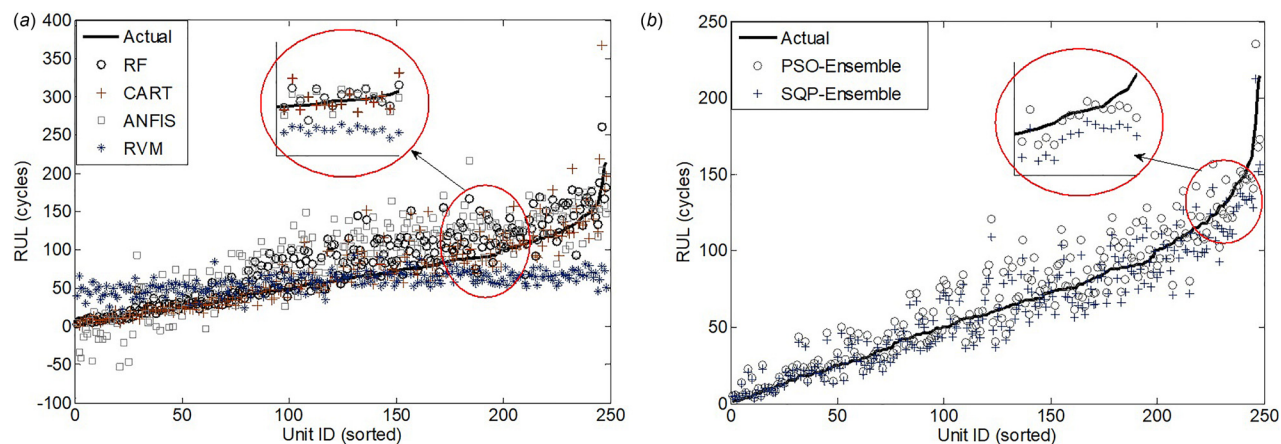 (a)
400
350
300
250
200
150
100
50
0
-50
-100
RUL (cycles)
Actual
RF
CART
ANFIS
RVM
0
50
100
150
200
250
Unit ID (sorted)
(b)
250
200
150
100
50
0
RUL (cycles)
Actual
PSO-Ensemble
SQP-Ensemble
0
50
100
150
200
250
Unit ID (sorted)